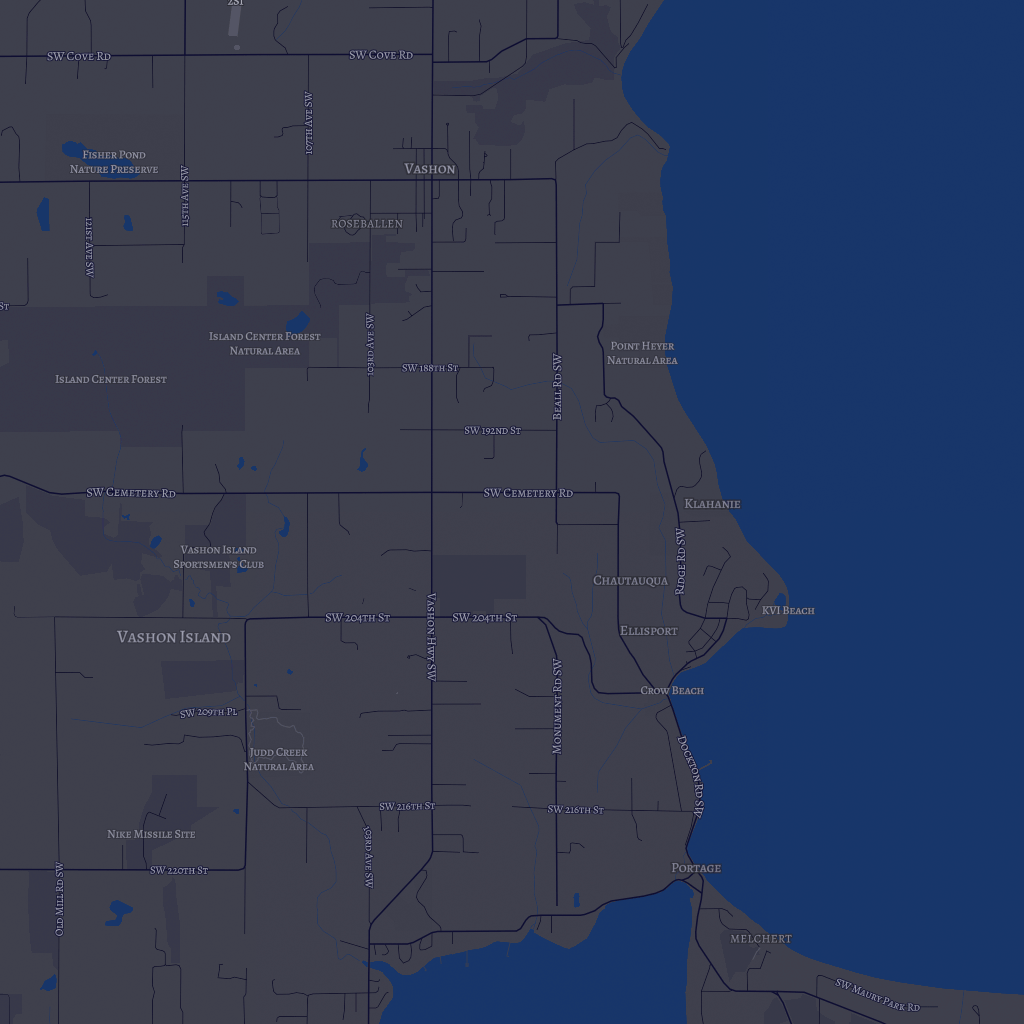 2S1
SW Cove Rd
SW Cove Rd
107th Ave SW
Fisher Pond
Nature Preserve
Vashon
115th Ave SW
121st Ave SW
Roseballen
St
Island Center Forest
Natural Area
103rd Ave SW
Point Heyer
Natural Area
SW 188th St
Island Center Forest
Beall Rd SW
SW 192nd St
SW Cemetery Rd
SW Cemetery Rd
Klahanie
Vashon Island
Sportsmen's Club
Ridge Rd SW
Chautauqua
KVI Beach
SW 204th St
SW 204th St
Vashon Hwy SW
Ellisport
Vashon Island
Crow Beach
Monument Rd SW
SW 209th Pl
Judd Creek
Natural Area
Dockton Rd SW
SW 216th St
SW 216th St
Nike Missile Site
103rd Ave SW
SW 220th St
Portage
Old Mill Rd SW
Melchert
SW Maury Park Rd